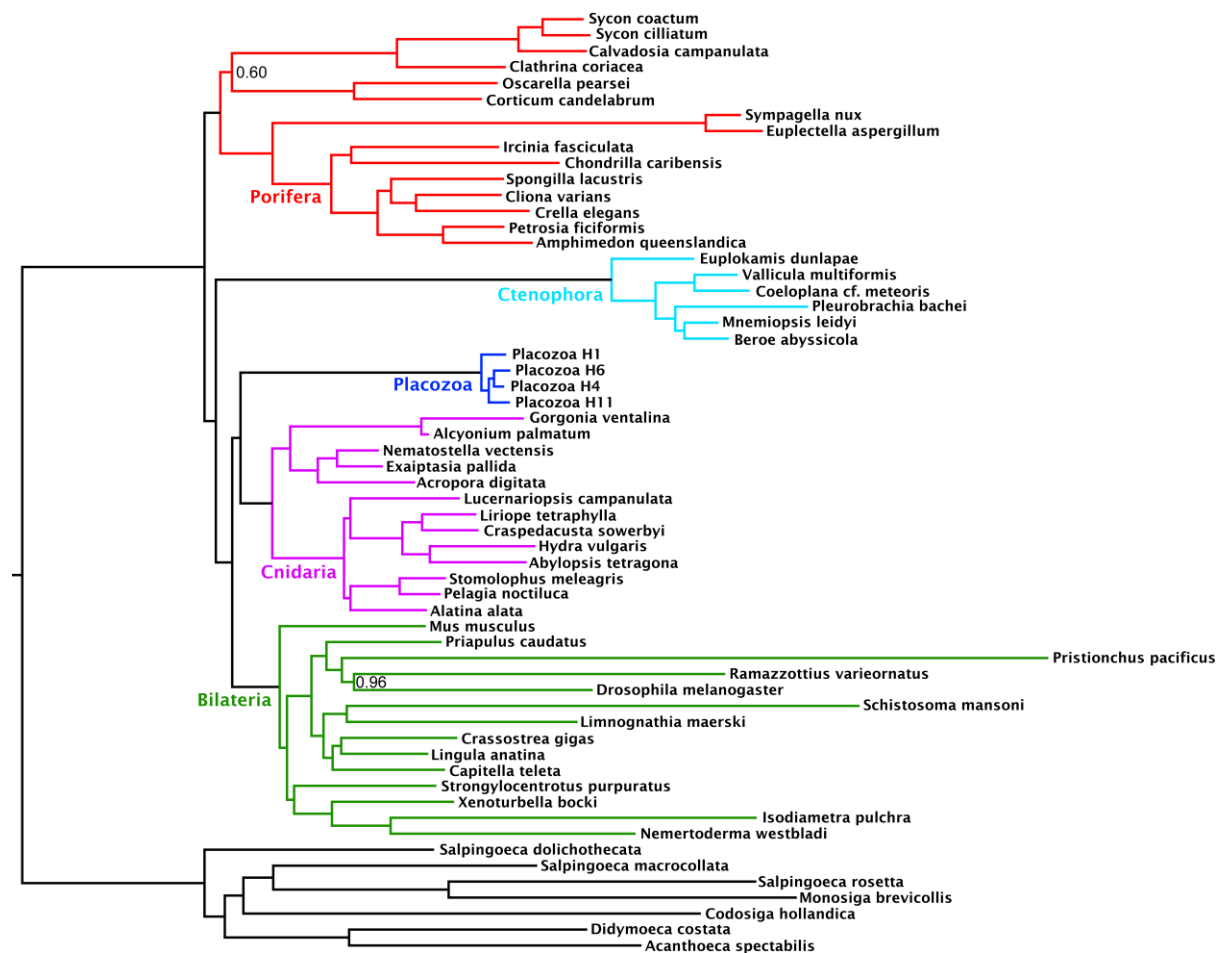 Sycon coactum
Sycon cilliatum
Calvadosia campanulata
Clathrina coriacea
0.60
Oscarella pearsei
Corticum candelabrum
Sympagella nux
Euplectella aspergillum
Ircinia fasciculata
Chondrilla caribensis
Spongilla lacustris
Porifera
Cliona varians
Crella elegans
Petrosia ficiformis
Amphimedon queenslandica
Euplokamis dunlapae
Vallicula multiformis
Ctenophora
Coeloplana cf. meteoris
Pleurobrachia bachei
Mnemiopsis leidyi
Beroe abyssicola
Placozoa H1
Placozoa H6
Placozoa
Placozoa H4
Placozoa H11
Gorgonia ventalina
Alcyonium palmatum
Nematostella vectensis
Exaiptasia pallida
Acropora digitata
Lucernariopsis campanulata
Liriope tetraphylla
Craspedacusta sowerbyi
Hydra vulgaris
Abylopsis tetragona
Cnidaria
Stomolophus meleagris
Pelagia noctiluca
Alatina alata
Mus musculus
Priapulus caudatus
Pristionchus pacificus
Ramazzottius varieornatus
0.96
Drosophila melanogaster
Bilateria
Schistosoma mansoni
Limnognathia maerski
Crassostrea gigas
Lingula anatina
Capitella teleta
Strongylocentrotus purpuratus
Xenoturbella bocki
Isodiametra pulchra
Nemertoderma westbladi
Salpingoeca dolichothecata
Salpingoeca macrocollata
Salpingoeca rosetta
Monosiga brevicollis
Codosiga hollandica
Didymoeca costata
Acanthoeca spectabilis